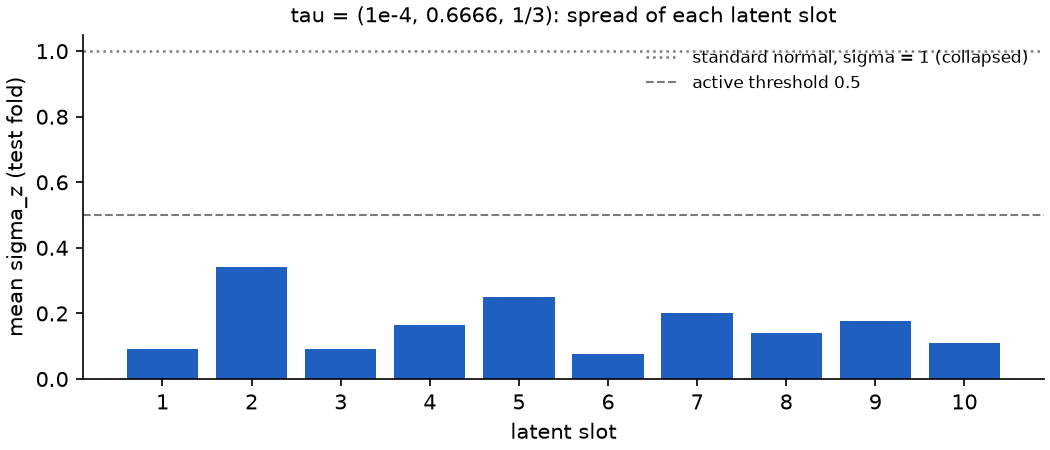 tau = (1e-4, 0.6666, 1/3): spread of each latent slot
standard normal, sigma = 1 (collapsed)
active threshold 0.5
mean sigma_z (test fold)
1.0
0.8
0.6
0.4
0.2
0.0
1 2 3 4 5 6 7 8 9 10
latent slot